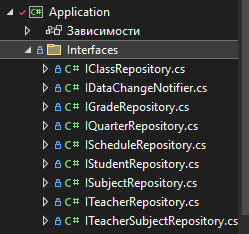 C# Application
Зависимости
Interfaces
C# IClassRepository.cs
C# IDataChangeNotifier.cs
C# IGradeRepository.cs
C# IQuarterRepository.cs
C# IScheduleRepository.cs
C# IStudentRepository.cs
C# ISubjectRepository.cs
C# ITeacherRepository.cs
C# ITeacherSubjectRepository.cs